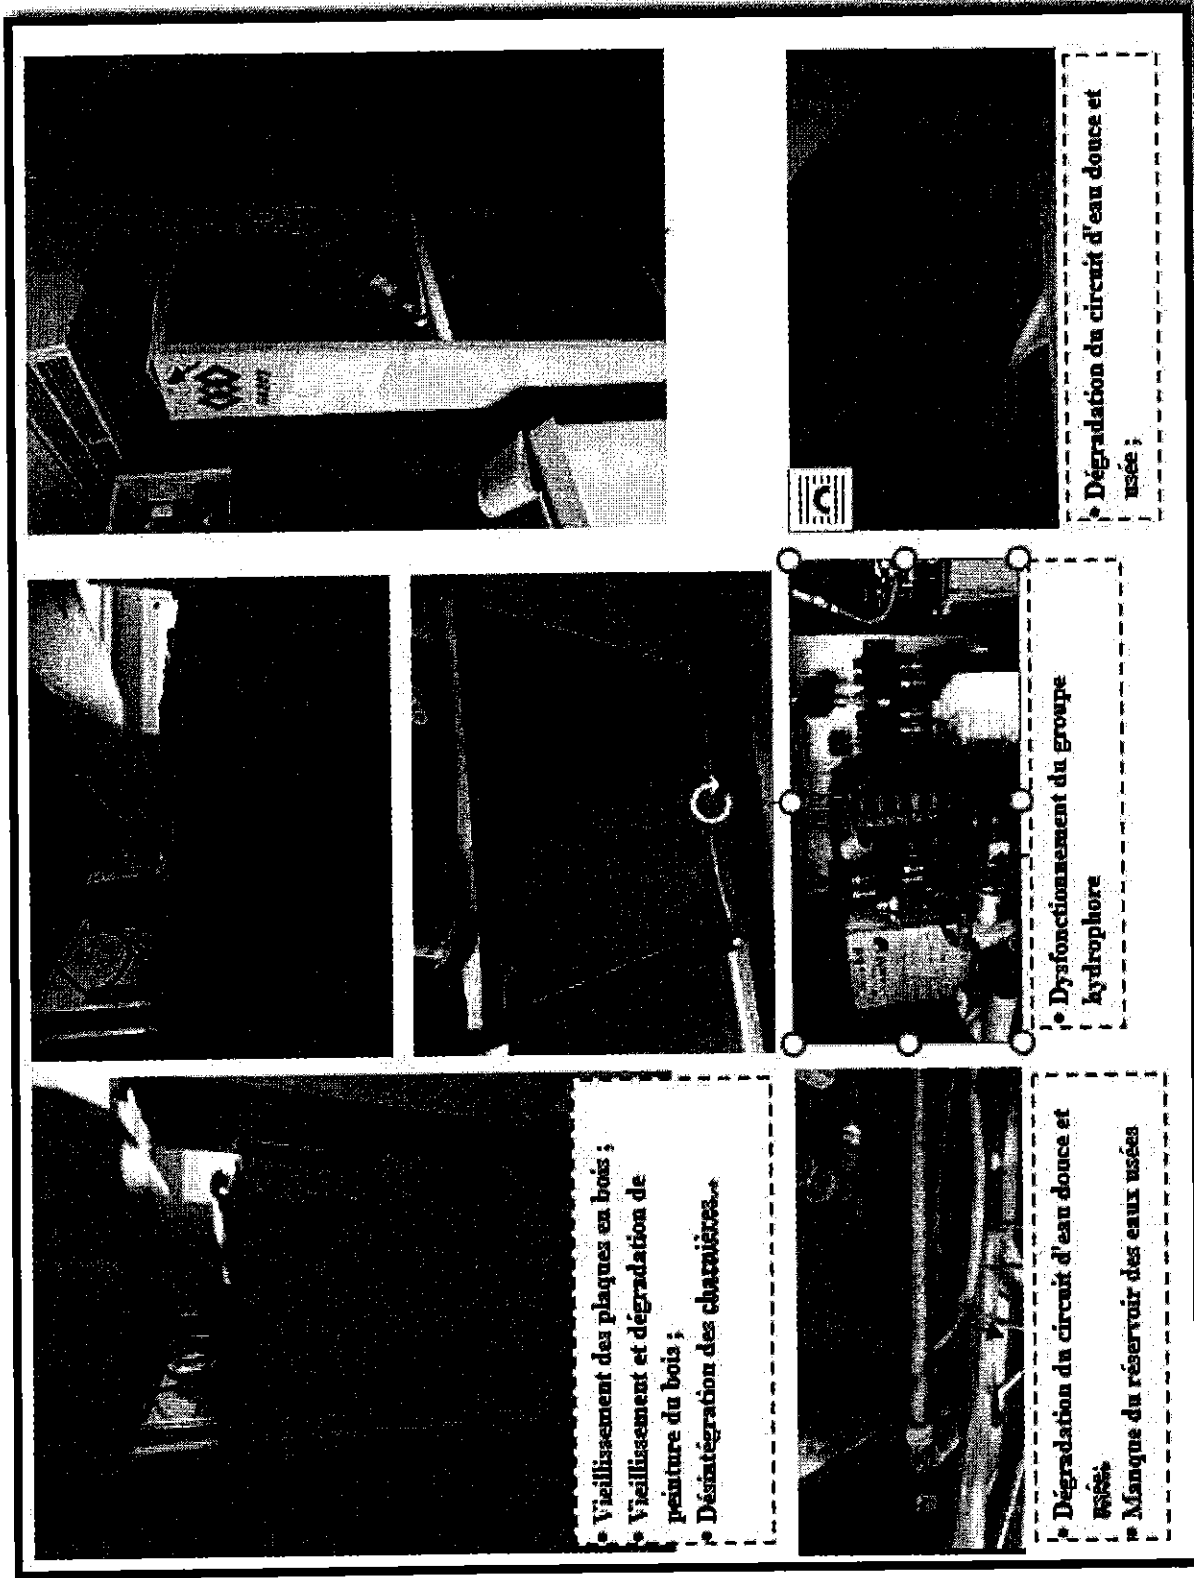 • Vieillissement des plaques en bois ;
• Vieillissement et dégradation de
peinture du bois ;
• Désintégration des charnières...
• Dégradation du circuit d'eau douce et
usée;
• Manque du réservoir des eaux usées
• Dysfonctionnement du groupe
hydrophore
• Dégradation du circuit d'eau douce et
usée ;